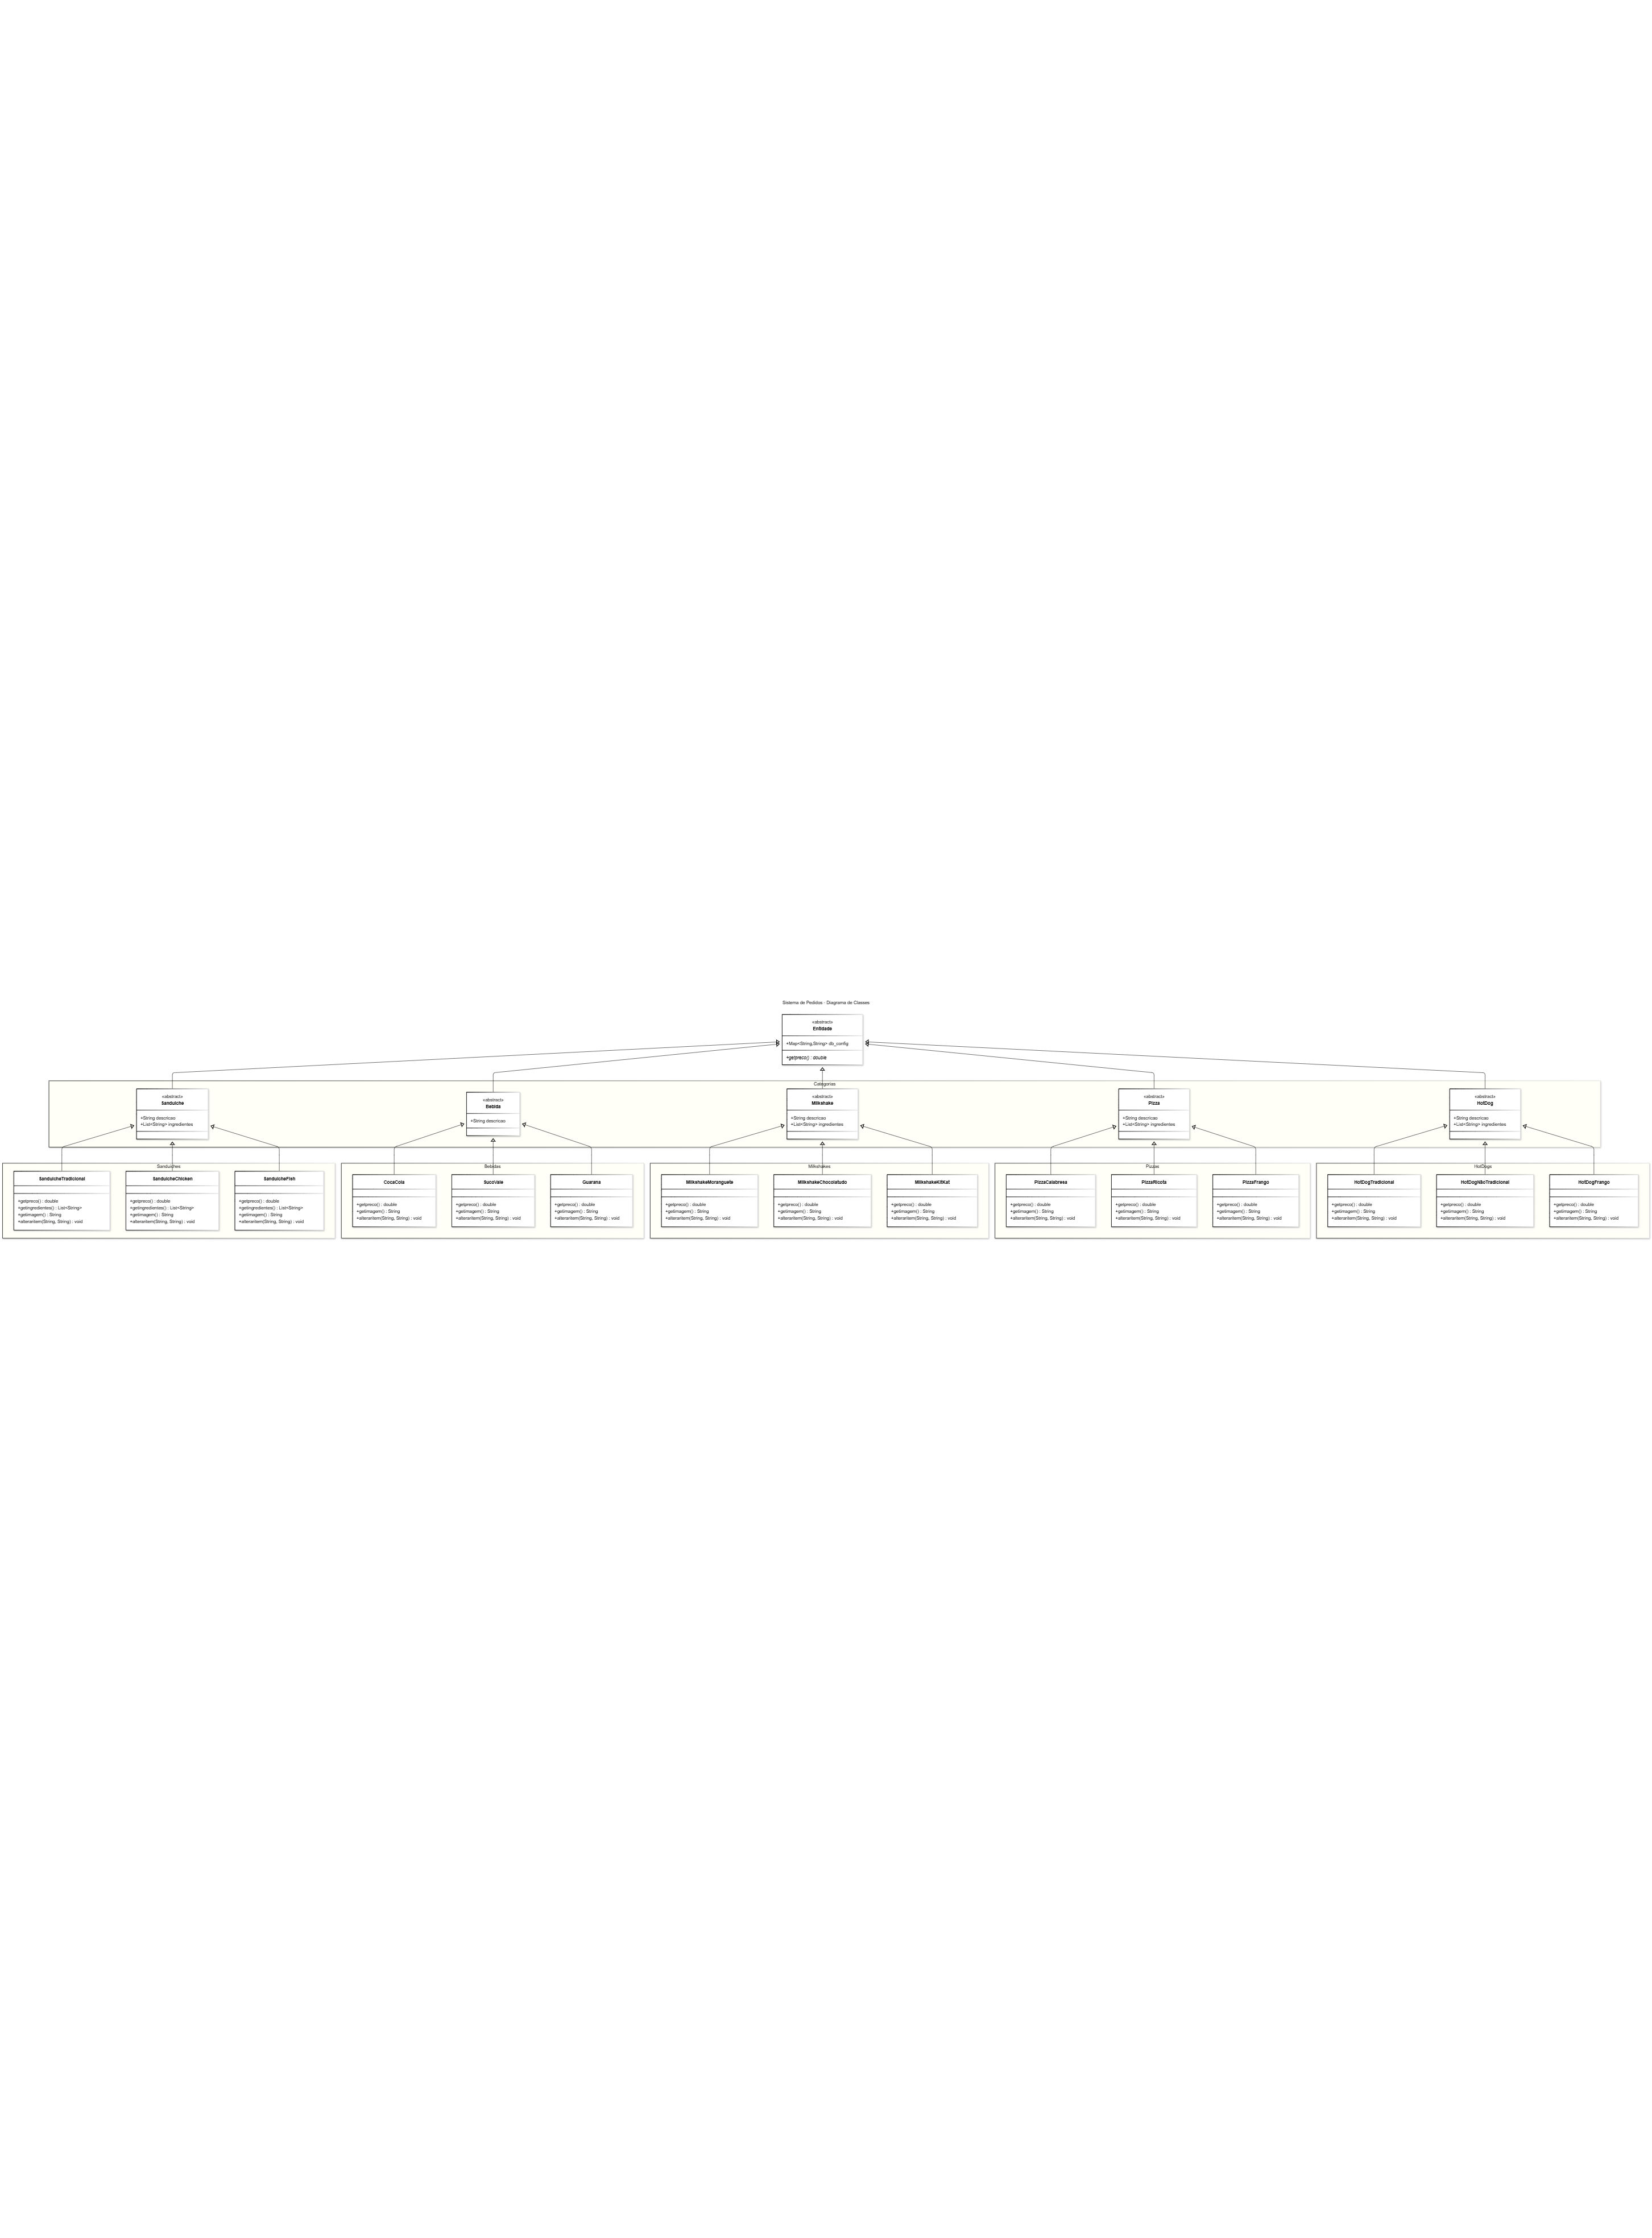 Sistema de Pedidos - Diagrama de Classes
«abstract»
Entidade
+Map<String,String> db_config
+getpreco() : double
Categorias
«abstract»
Sanduiche
+String descricao
+List<String> ingredientes
«abstract»
Bebida
+String descricao
«abstract»
Milkshake
+String descricao
+List<String> ingredientes
«abstract»
Pizza
+String descricao
+List<String> ingredientes
«abstract»
HotDog
+String descricao
+List<String> ingredientes
Sanduiches
SanduicheTradicional
+getpreco() : double
+getingredientes() : List<String>
+getimagem() : String
+alteraritem(String, String) : void
SanduicheChicken
+getpreco() : double
+getingredientes() : List<String>
+getimagem() : String
+alteraritem(String, String) : void
SanduicheFish
+getpreco() : double
+getingredientes() : List<String>
+getimagem() : String
+alteraritem(String, String) : void
Bebidas
CocaCola
+getpreco() : double
+getimagem() : String
+alteraritem(String, String) : void
SucoVale
+getpreco() : double
+getimagem() : String
+alteraritem(String, String) : void
Guarana
+getpreco() : double
+getimagem() : String
+alteraritem(String, String) : void
Milkshakes
MilkshakeMoranguete
+getpreco() : double
+getimagem() : String
+alteraritem(String, String) : void
MilkshakeChocolatudo
+getpreco() : double
+getimagem() : String
+alteraritem(String, String) : void
MilkshakeKitKat
+getpreco() : double
+getimagem() : String
+alteraritem(String, String) : void
Pizzas
PizzaCalabresa
+getpreco() : double
+getimagem() : String
+alteraritem(String, String) : void
PizzaRicota
+getpreco() : double
+getimagem() : String
+alteraritem(String, String) : void
PizzaFrango
+getpreco() : double
+getimagem() : String
+alteraritem(String, String) : void
HotDogs
HotDogTradicional
+getpreco() : double
+getimagem() : String
+alteraritem(String, String) : void
HotDogNãoTradicional
+getpreco() : double
+getimagem() : String
+alteraritem(String, String) : void
HotDogFrango
+getpreco() : double
+getimagem() : String
+alteraritem(String, String) : void